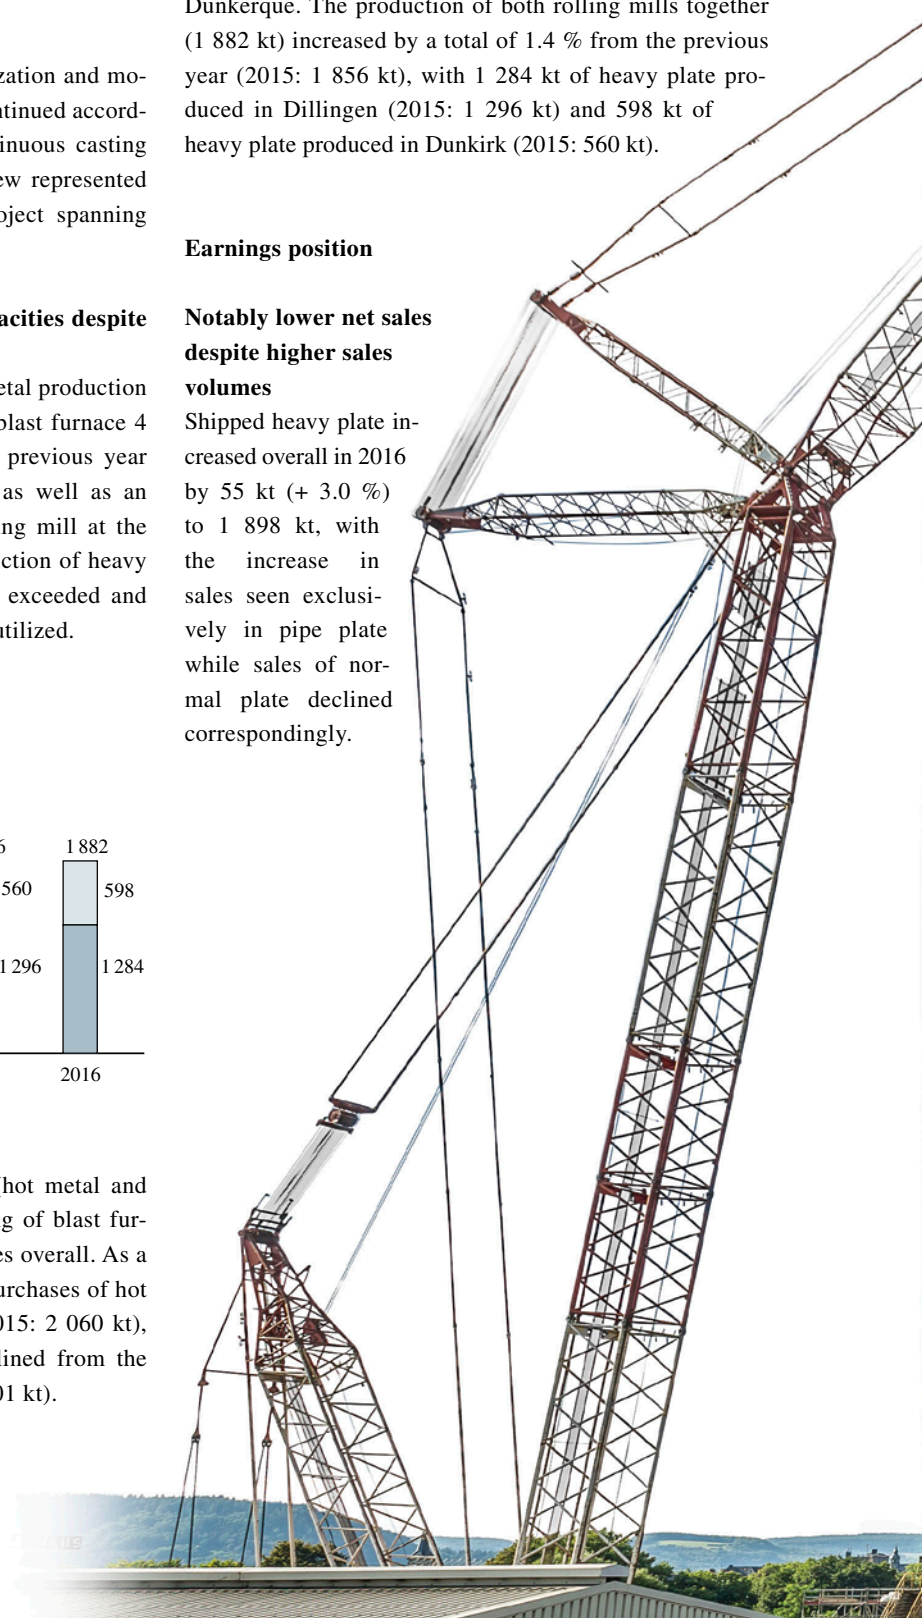 zation and mo-
tinued accord-
inuous casting
ew represented
oject spanning
acities despite
etal production
blast furnace 4
previous year
as well as an
ng mill at the
ction of heavy
exceeded and
utilized.
6
560
1 296
1 882
598
1 284
2016
hot metal and
g of blast fur-
es overall. As a
urchases of hot
015: 2 060 kt),
lined from the
01 kt).
Dunkerque. The production of both rolling mills together
(1 882 kt) increased by a total of 1.4 % from the previous
year (2015: 1 856 kt), with 1 284 kt of heavy plate pro-
duced in Dillingen (2015: 1 296 kt) and 598 kt of
heavy plate produced in Dunkirk (2015: 560 kt).
Earnings position
Notably lower net sales
despite higher sales
volumes
Shipped heavy plate in-
creased overall in 2016
by 55 kt (+ 3.0 %)
to 1 898 kt, with
the increase in
sales seen exclusi-
vely in pipe plate
while sales of nor-
mal plate declined
correspondingly.